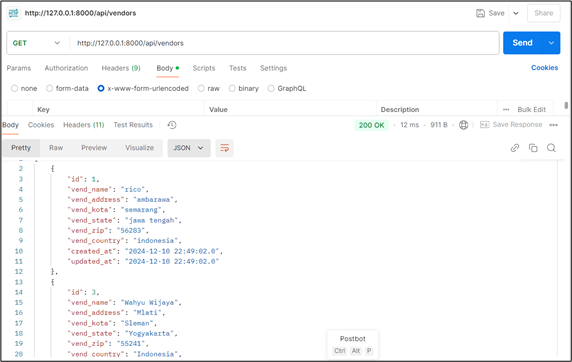 http://127.0.0.1:8000/api/vendors Save Share
GET http://127.0.0.1:8000/api/vendors Send
Params Authorization Headers (9) Body Scripts Tests Settings Cookies
none form-data x-www-form-urlencoded raw binary GraphQL
Key Value Description Bulk Edit
Body Cookies Headers (11) Test Results 200 OK 12 ms 911 B Save Response
Pretty Raw Preview Visualize JSON
2 {
3 "id": 1,
4 "vend_name": "rico",
5 "vend_address": "ambarawa",
6 "vend_kota": "semarang",
7 "vend_state": "jawa tengah",
8 "vend_zip": "56283",
9 "vend_country": "indonesia",
10 "created_at": "2024-12-10 22:49:02.0",
11 "updated_at": "2024-12-10 22:49:02.0"
12 },
13 {
14 "id": 3,
15 "vend_name": "Wahyu Wijaya",
16 "vend_address": "Mlati",
17 "vend_kota": "Sleman",
18 "vend_state": "Yogyakarta",
19 "vend_zip": "55241",
20 "vend_country": "Indonesia",
Postbot
Ctrl Alt P